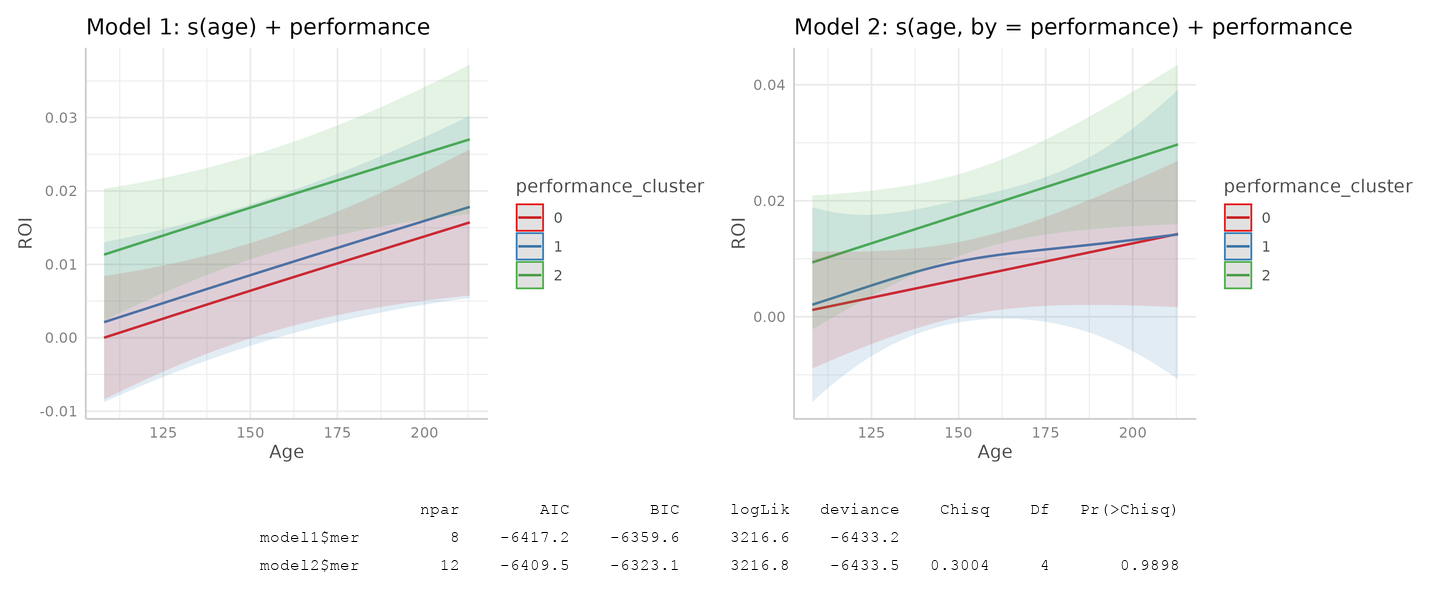 Model 1: s(age) + performance
0.03
0.02
0.01
0.00
-0.01
ROI
125 150 175 200
Age
performance_cluster
0
1
2
Model 2: s(age, by = performance) + performance
0.04
0.02
0.00
ROI
125 150 175 200
Age
performance_cluster
0
1
2
npar AIC BIC logLik deviance Chisq Df Pr(>Chisq)
model1$mer 8 -6417.2 -6359.6 3216.6 -6433.2
model2$mer 12 -6409.5 -6323.1 3216.8 -6433.5 0.3004 4 0.9898